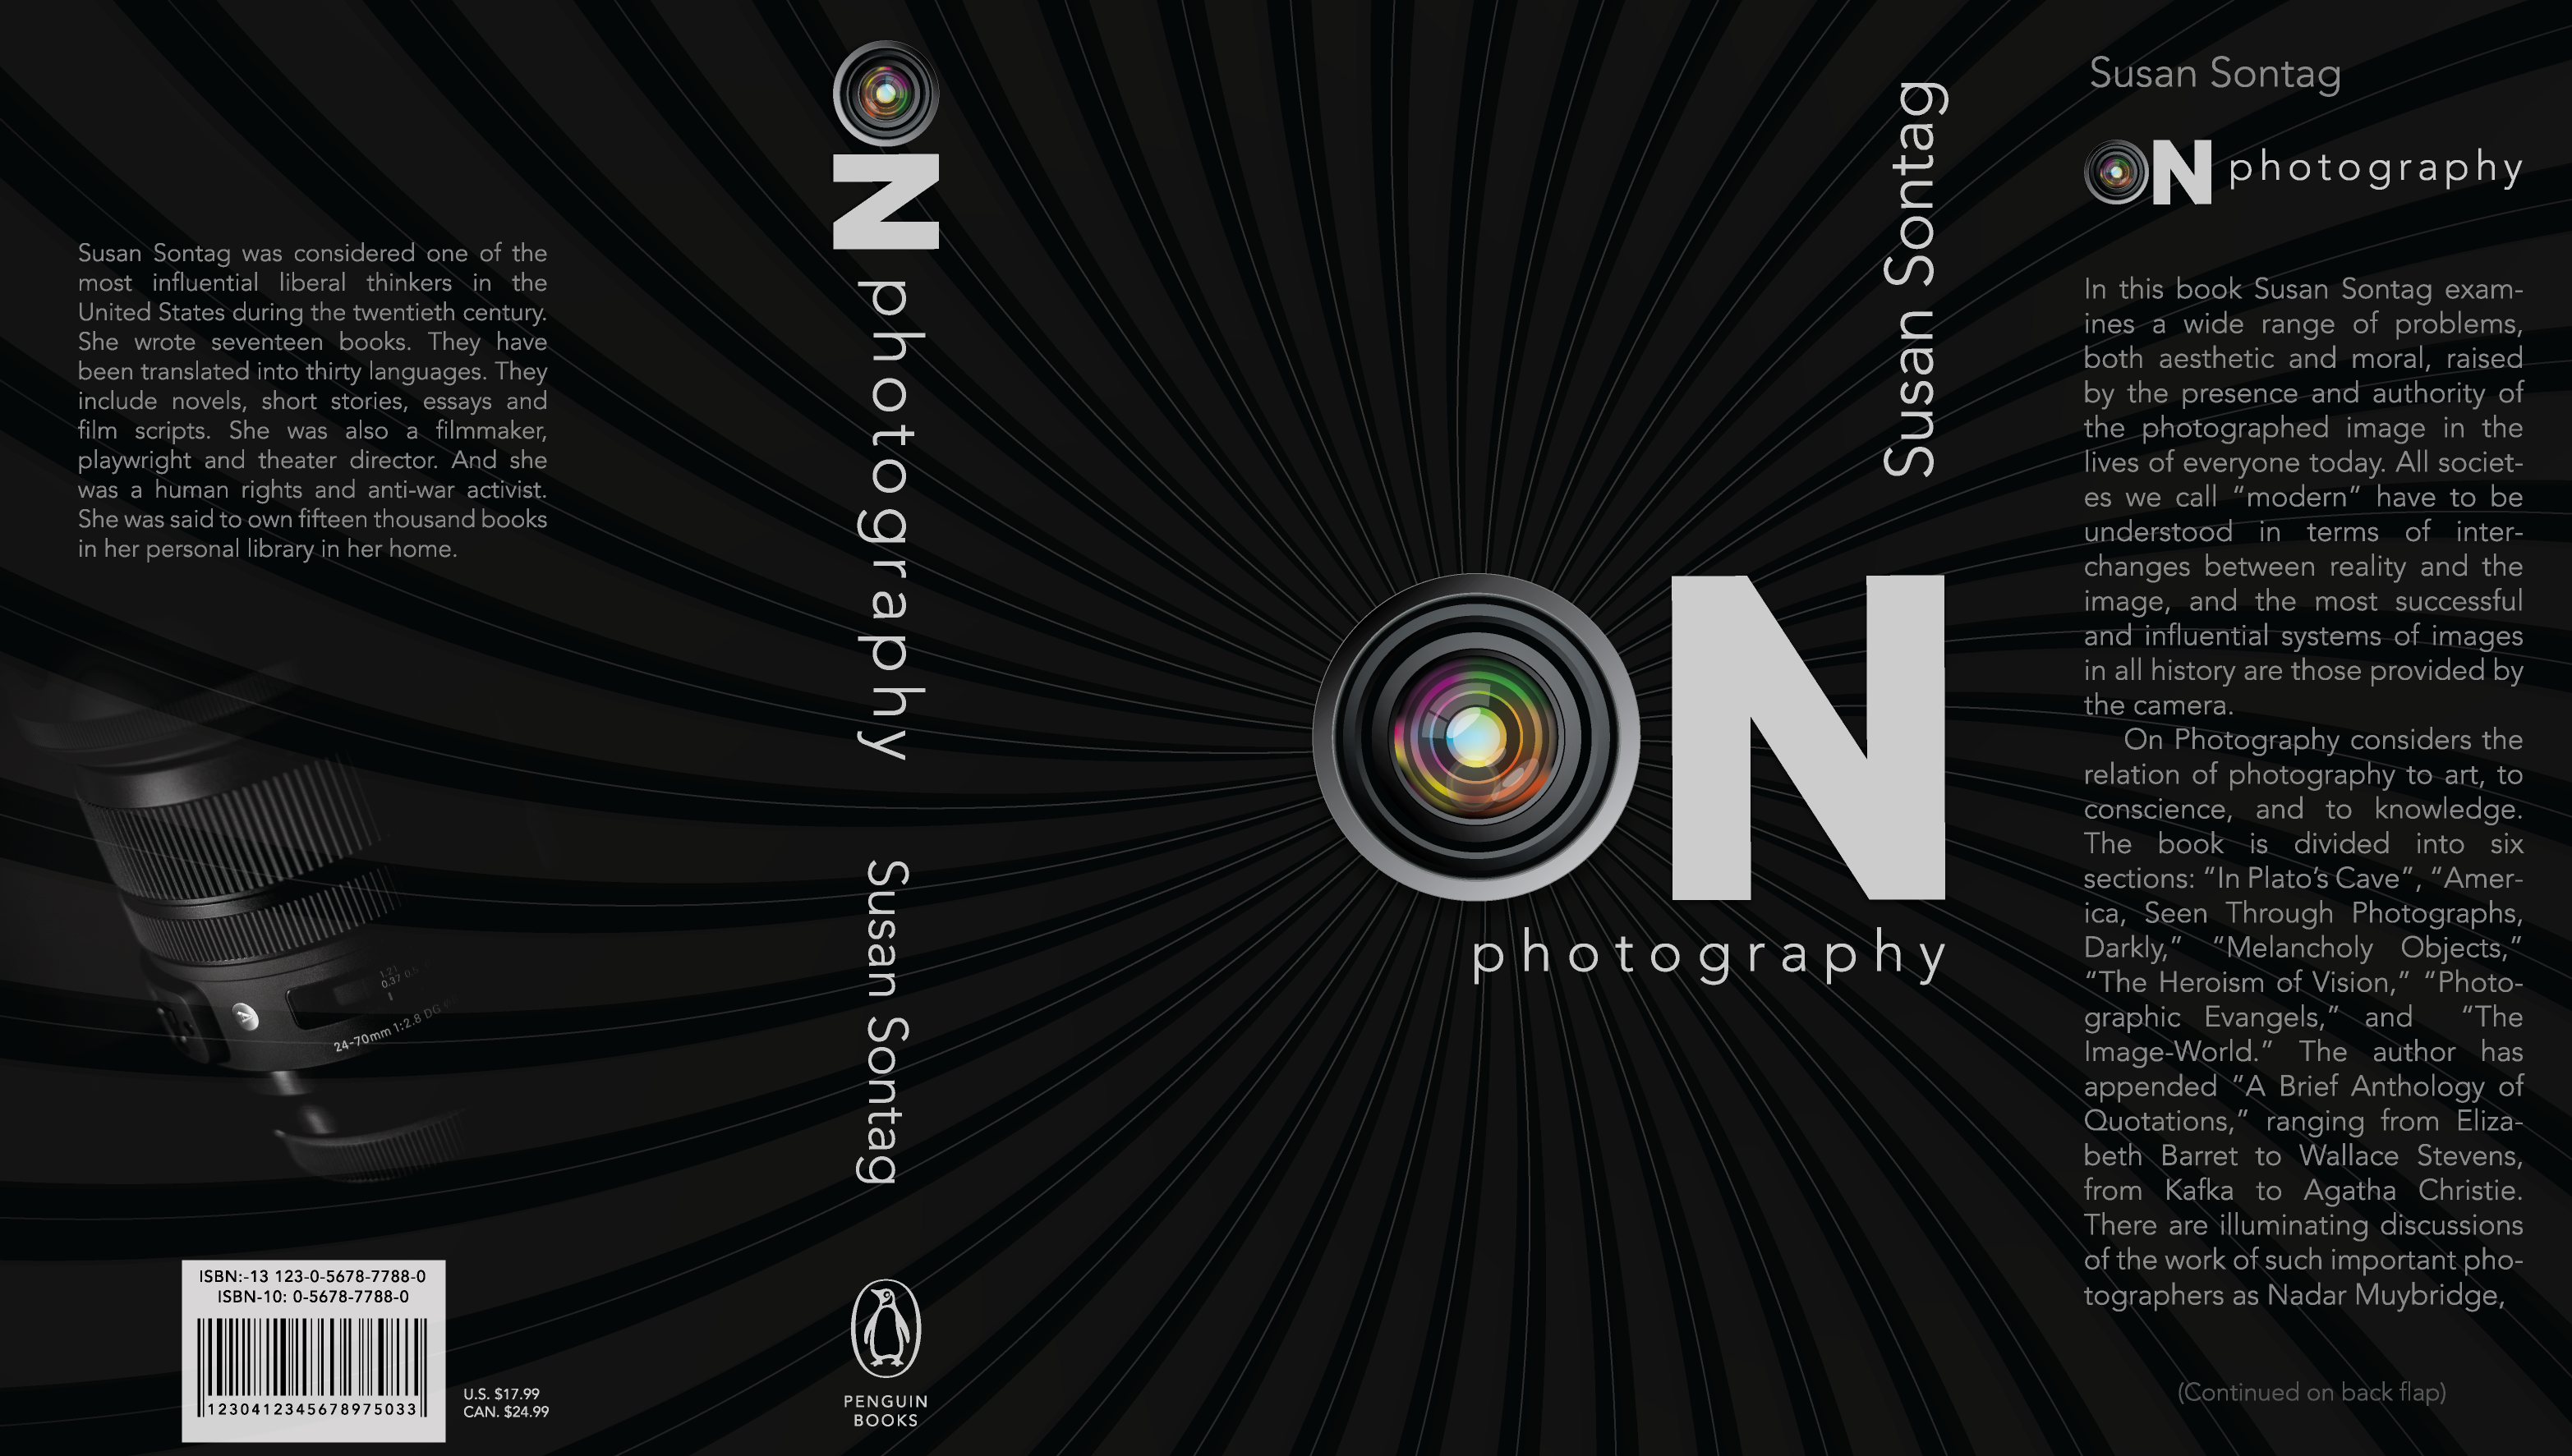 Susan Sontag was considered one of the
most influential liberal thinkers in the
United States during the twentieth century.
She wrote seventeen books. They have
been translated into thirty languages. They
include novels, short stories, essays and
film scripts. She was also a filmmaker,
playwright and theater director. And she
was a human rights and anti-war activist.
She was said to own fifteen thousand books
in her personal library in her home.
24-70mm 1:2.8 DG
ISBN:-13 123-0-5678-7788-0
ISBN-10: 0-5678-7788-0
1230412345678975033
U.S. $17.99
CAN. $24.99
ON photography
Susan Sontag
PENGUIN
BOOKS
Susan Sontag
ON
photography
Susan Sontag
ON photography
In this book Susan Sontag exam-
ines a wide range of problems,
both aesthetic and moral, raised
by the presence and authority of
the photographed image in the
lives of everyone today. All societ-
es we call “modern” have to be
understood in terms of inter-
changes between reality and the
image, and the most successful
and influential systems of images
in all history are those provided by
the camera.
On Photography considers the
relation of photography to art, to
conscience, and to knowledge.
The book is divided into six
sections: “In Plato’s Cave”, “Amer-
ica, Seen Through Photographs,
Darkly,” “Melancholy Objects,”
“The Heroism of Vision,” “Photo-
graphic Evangels,” and “The
Image-World.” The author has
appended “A Brief Anthology of
Quotations,” ranging from Eliza-
beth Barret to Wallace Stevens,
from Kafka to Agatha Christie.
There are illuminating discussions
of the work of such important pho-
tographers as Nadar Muybridge,
(Continued on back flap)